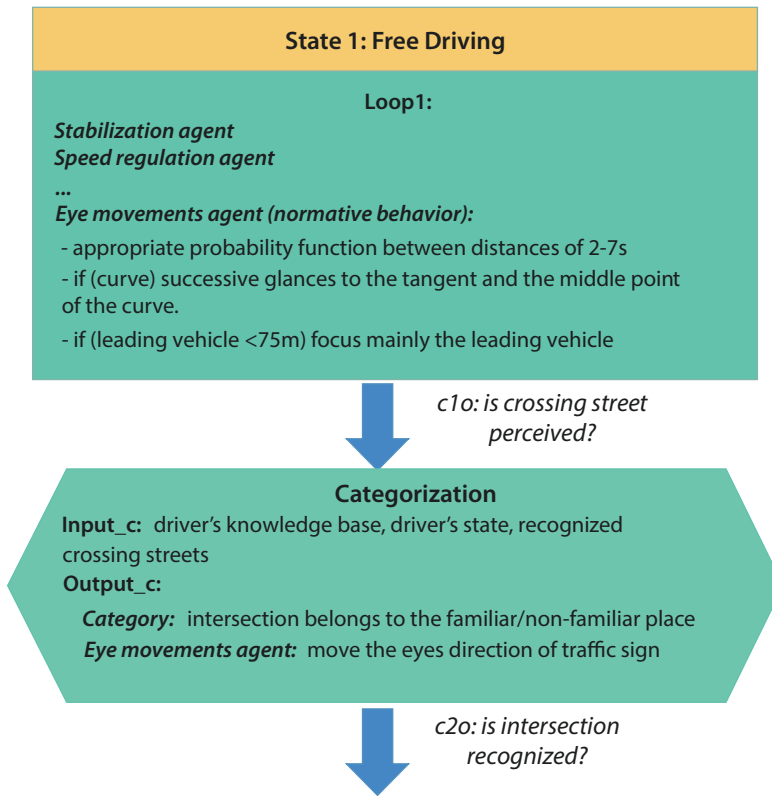 State 1: Free Driving
Loop1:
Stabilization agent
Speed regulation agent
...
Eye movements agent (normative behavior):
- appropriate probability function between distances of 2-7s
- if (curve) successive glances to the tangent and the middle point
of the curve.
- if (leading vehicle <75m) focus mainly the leading vehicle
c1o: is crossing street
perceived?
Categorization
Input_c: driver’s knowledge base, driver’s state, recognized
crossing streets
Output_c:
Category: intersection belongs to the familiar/non-familiar place
Eye movements agent: move the eyes direction of traffic sign
c2o: is intersection
recognized?